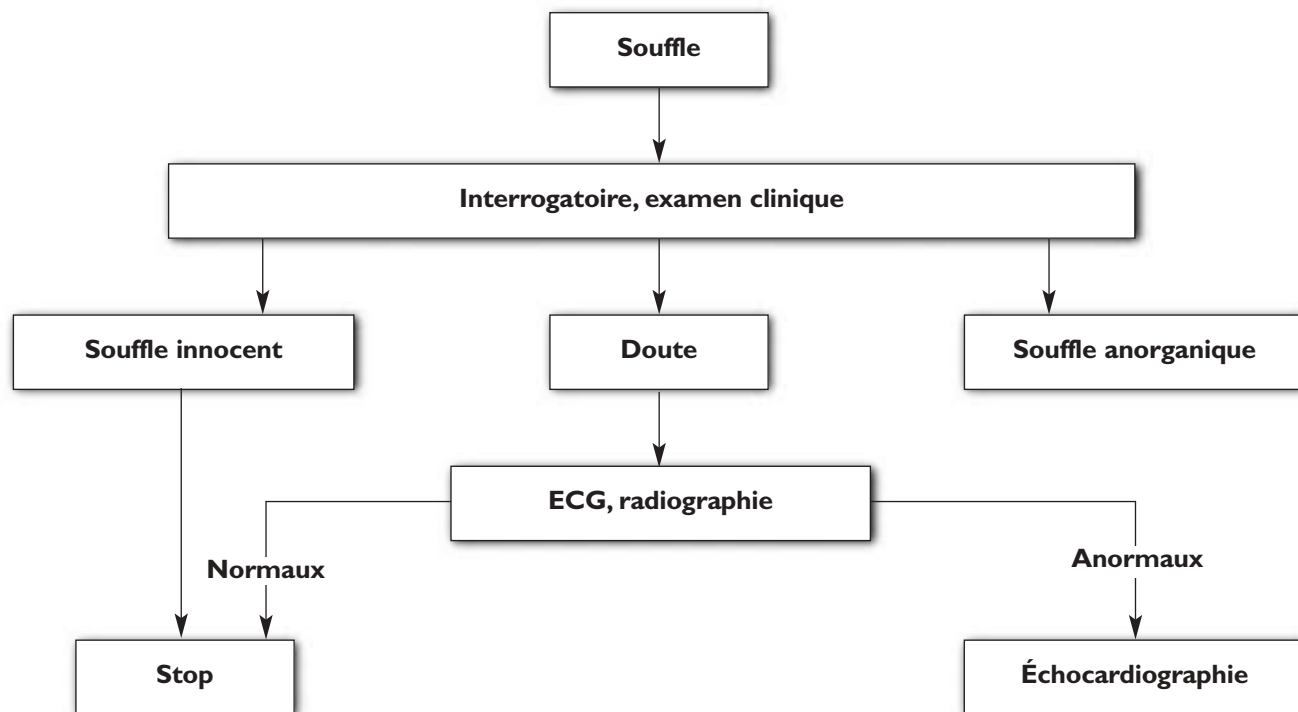 Souffle
Interrogatoire, examen clinique
Souffle innocent
Doute
Souffle anorganique
ECG, radiographie
Normaux
Anormaux
Stop
Échocardiographie